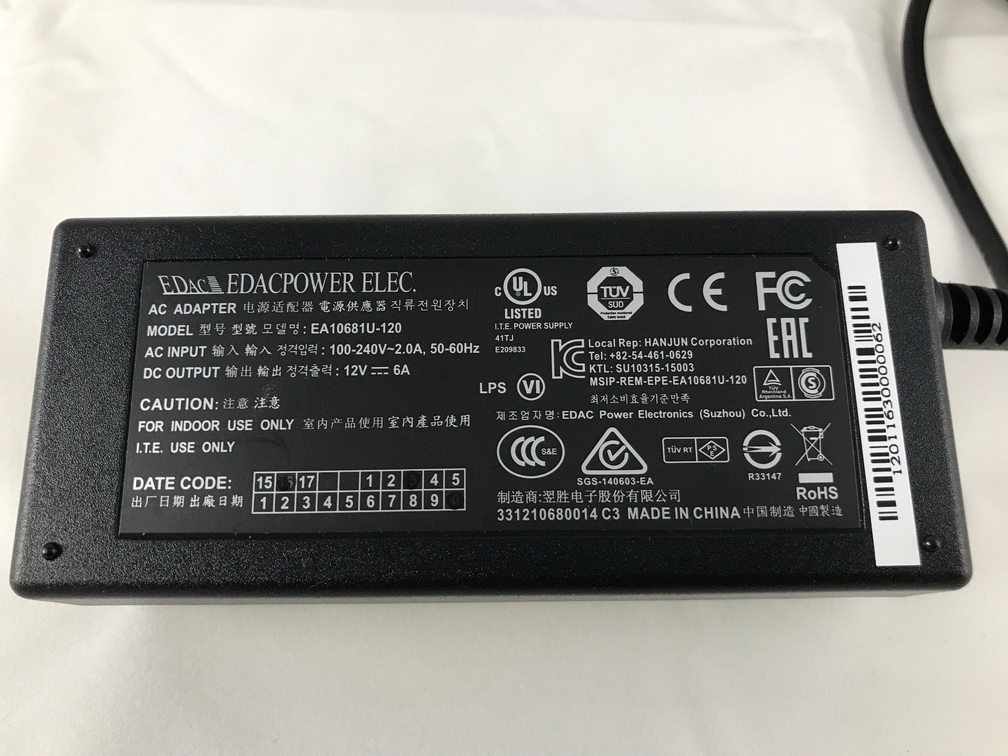 EDAC EDACPOWER ELEC.
AC ADAPTER 电源适配器 電源供應器 직류전원장치
MODEL 型号 型號 모델명 : EA10681U-120
AC INPUT 输入 輸入 정격입력 : 100-240V~2.0A, 50-60Hz
DC OUTPUT 输出 輸出 정격출력 : 12V ⎓ 6A
CAUTION: 注意 注意
FOR INDOOR USE ONLY 室内产品使用 室內產品使用
I.T.E. USE ONLY
DATE CODE: 15 17 1 2 4 5
出厂日期 出廠日期 1 2 3 4 5 6 7 8 9
C UL US
LISTED
I.T.E. POWER SUPPLY
41TJ
E209833
TÜV
SÜD
CE
FC
EAC
Local Rep: HANJUN Corporation
Tel: +82-54-461-0629
KTL: SU10315-15003
MSIP-REM-EPE-EA10681U-120
최저소비효율기준만족
LPS VI
TÜV
Rheinland
Argentina S.A.
S
제조업자명 : EDAC Power Electronics (Suzhou) Co.,Ltd.
CCC S&E
SGS-140603-EA
TÜV RT PSE
R33147
RoHS
制造商:翌胜电子股份有限公司
331210680014 C3 MADE IN CHINA 中国制造 中國製造
1201163000000062